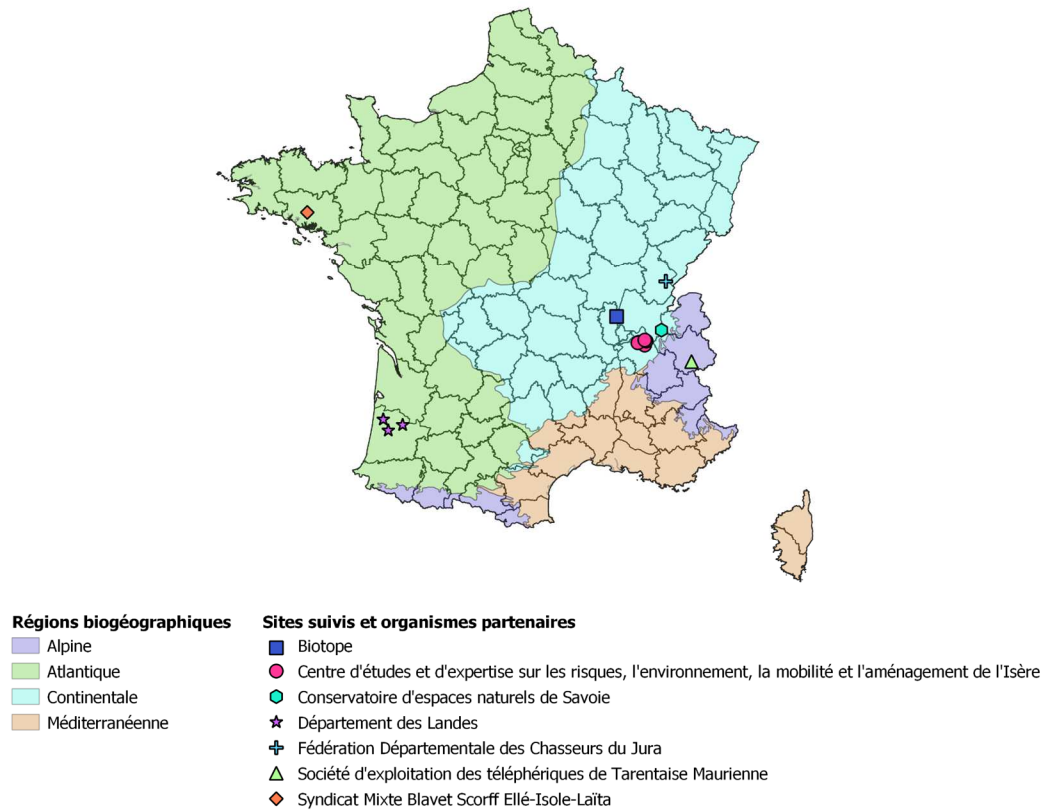 Régions biogéographiques
Alpine
Atlantique
Continentale
Méditerranéenne
Sites suivis et organismes partenaires
Biotope
Centre d'études et d'expertise sur les risques, l'environnement, la mobilité et l'aménagement de l'Isère
Conservatoire d'espaces naturels de Savoie
Département des Landes
Fédération Départementale des Chasseurs du Jura
Société d'exploitation des téléphériques de Tarentaise Maurienne
Syndicat Mixte Blavet Scorff Ellé-Isole-Laïta